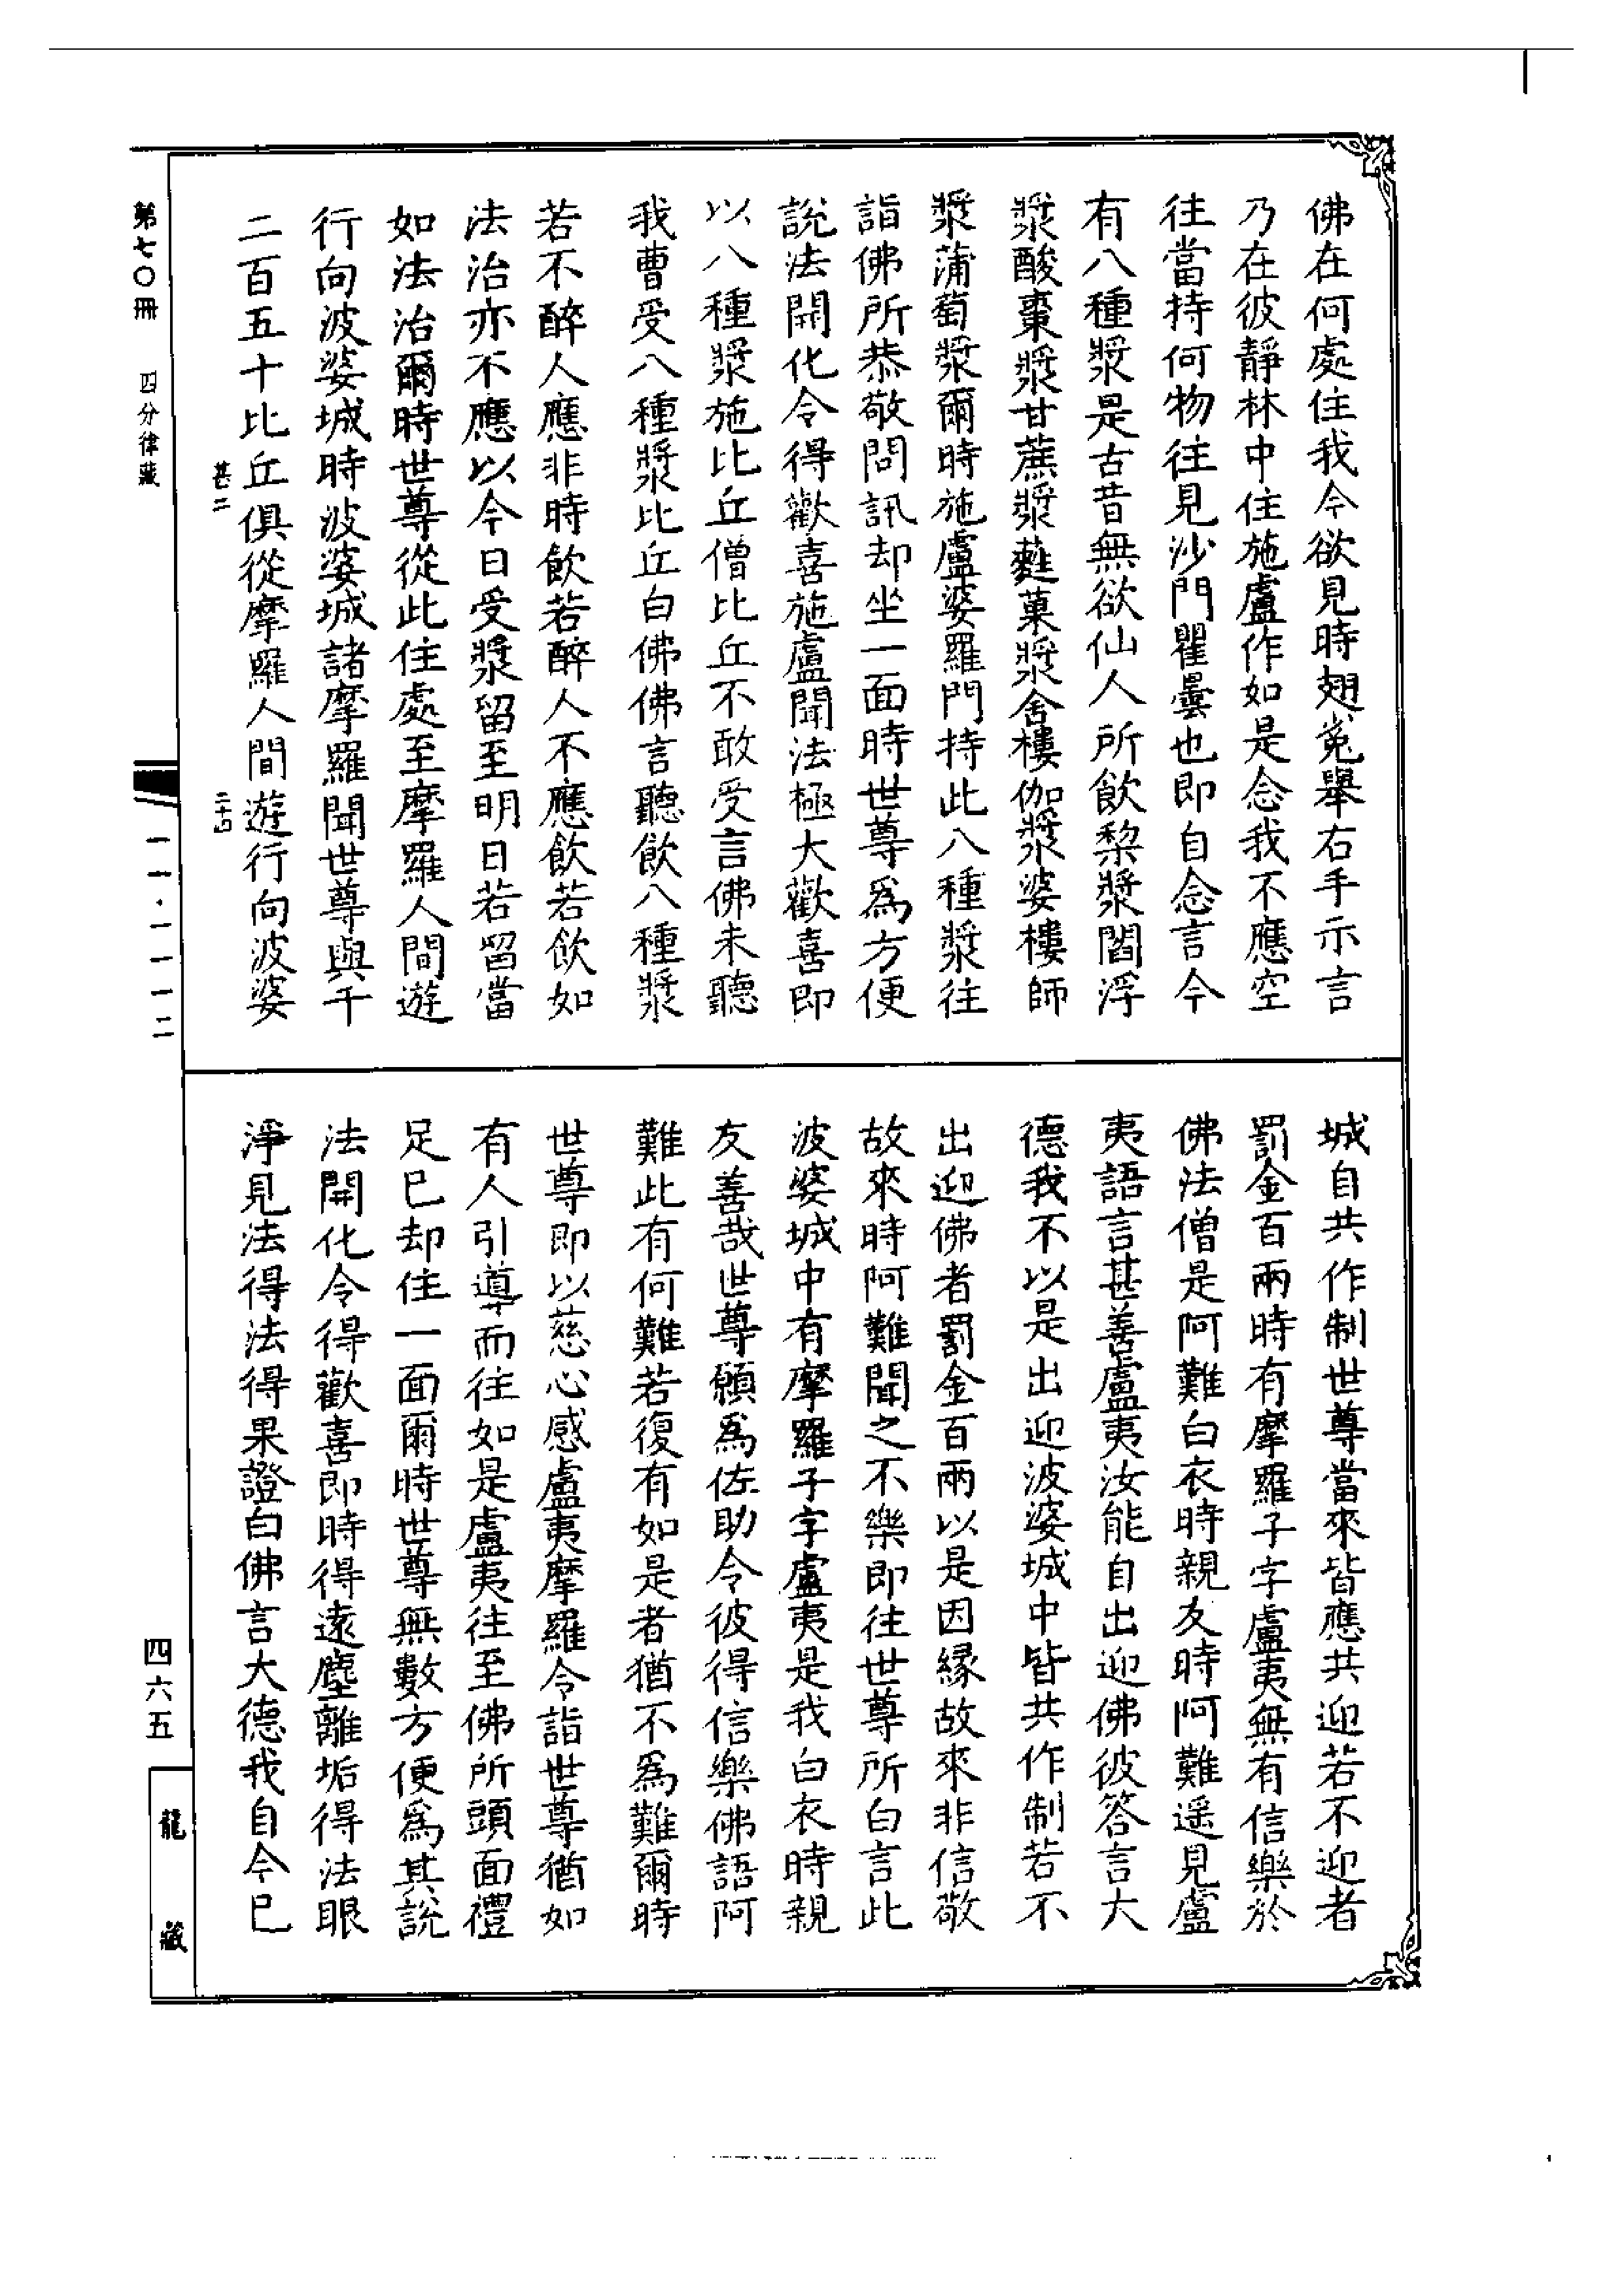 佛在何處住我今欲見時翅㝹舉右手示言
乃在彼靜林中住施盧作如是念我不應空
往當持何物往見沙門瞿曇也即自念言今
有八種漿是古昔無欲仙人所飲棃漿閻浮
漿酸棗漿甘蔗漿蕤菓漿舍樓伽漿婆樓師
漿蒲萄漿爾時施盧婆羅門持此八種漿往
詣佛所恭敬問訊却坐一面時世尊爲方便
說法開化令得歡喜施盧聞法極大歡喜即
以八種漿施比丘僧比丘不敢受言佛未聽
我曹受八種漿比丘白佛佛言聽飲八種漿
若不醉人應非時飲若醉人不應飲若飲如
法治亦不應以今日受漿留至明日若留當
如法治爾時世尊從此住處至摩羅人間遊
行向波婆城時波婆城諸摩羅聞世尊與千
二百五十比丘俱從摩羅人間遊行向波婆
城自共作制世尊當來皆應共迎若不迎者
罰金百兩時有摩羅子字盧夷無有信樂於
佛法僧是阿難白衣時親友時阿難遥見盧
夷語言甚善盧夷汝能自出迎佛彼答言大
德我不以是出迎波婆城中皆共作制若不
出迎佛者罰金百兩以是因緣故來非信敬
故來時阿難聞之不樂即往世尊所白言此
波婆城中有摩羅子字盧夷是我白衣時親
友善哉世尊願爲佐助令彼得信樂佛語阿
難此有何難若復有如是者猶不爲難爾時
世尊即以慈心感盧夷摩羅令詣世尊猶如
有人引導而往如是盧夷往至佛所頭面禮
足已却住一面爾時世尊無數方便爲其說
法開化令得歡喜即時得遠塵離垢得法眼
淨見法得法得果證白佛言大德我自今已
甚二
二十四
第七〇冊 四分律藏
一一·一一一二
四六五
龍藏